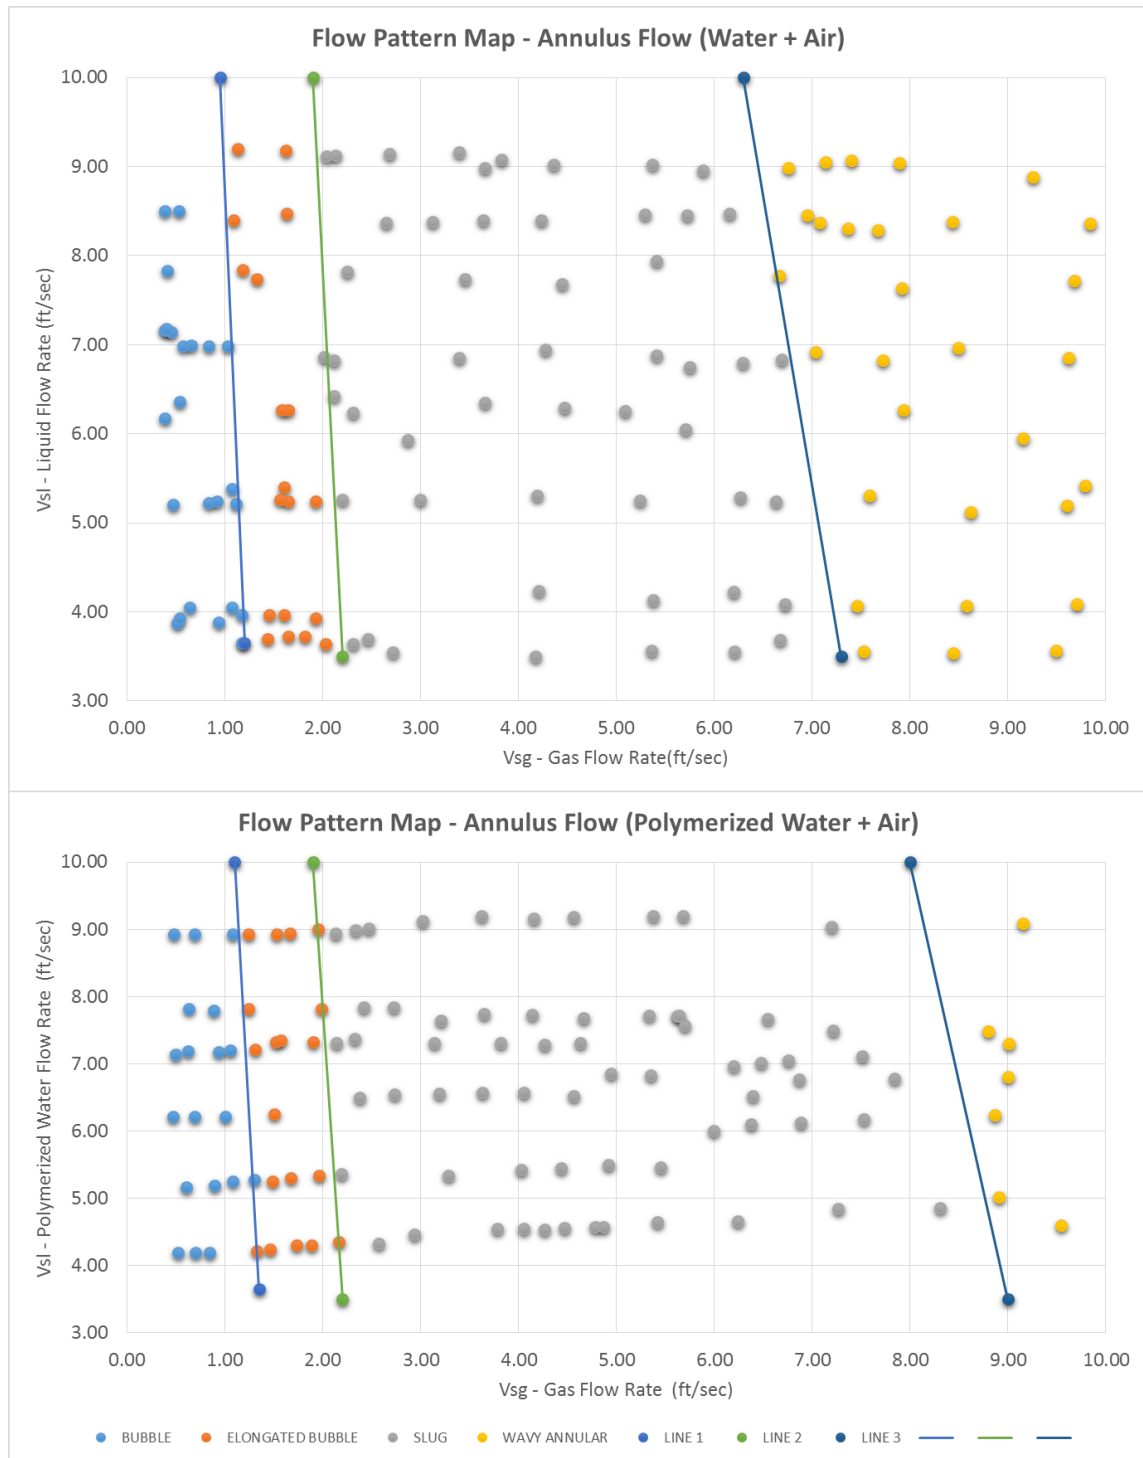 Flow Pattern Map - Annulus Flow (Water + Air)
10.00
9.00
8.00
7.00
6.00
5.00
4.00
3.00
Vsl - Liquid Flow Rate (ft/sec)
0.00 1.00 2.00 3.00 4.00 5.00 6.00 7.00 8.00 9.00 10.00
Vsg - Gas Flow Rate(ft/sec)
Flow Pattern Map - Annulus Flow (Polymerized Water + Air)
10.00
9.00
8.00
7.00
6.00
5.00
4.00
3.00
Vsl - Polymerized Water Flow Rate (ft/sec)
0.00 1.00 2.00 3.00 4.00 5.00 6.00 7.00 8.00 9.00 10.00
Vsg - Gas Flow Rate (ft/sec)
BUBBLE ELONGATED BUBBLE SLUG WAVY ANNULAR LINE 1 LINE 2 LINE 3